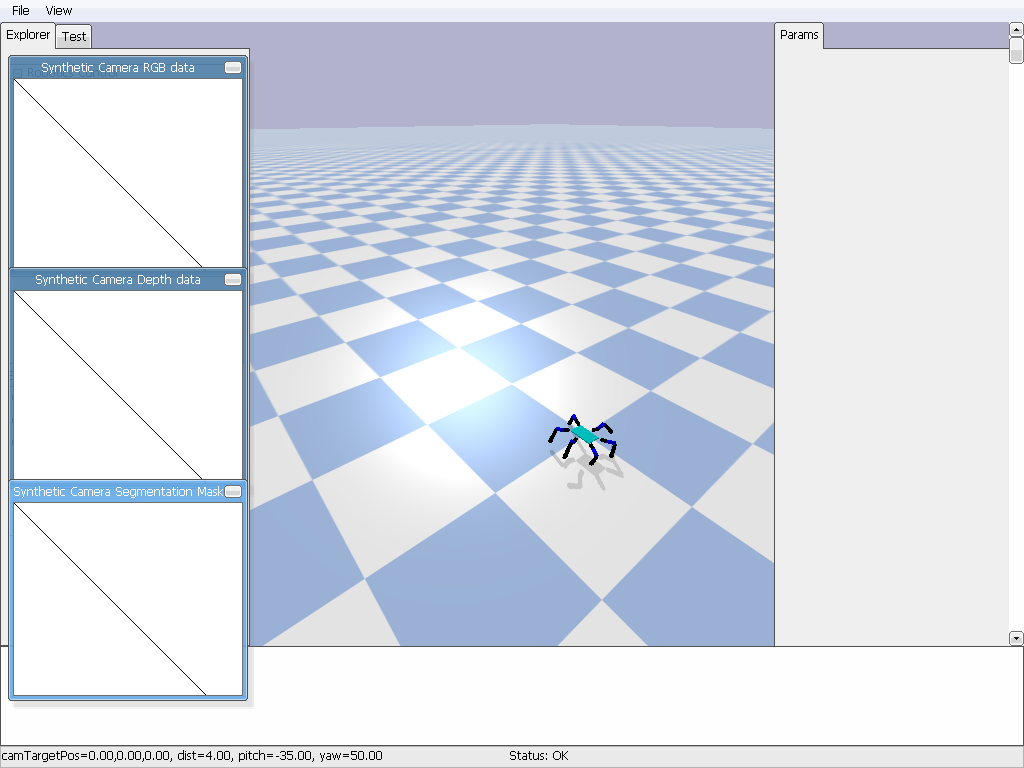 File View
Explorer Test
Params
Synthetic Camera RGB data
Synthetic Camera Depth data
Synthetic Camera Segmentation Mask
camTargetPos=0.00,0.00,0.00, dist=4.00, pitch=-35.00, yaw=50.00
Status: OK